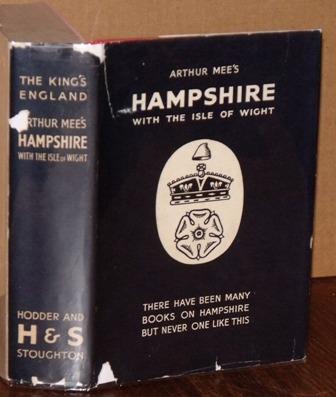 THE KING'S
ENGLAND
ARTHUR MEE'S
HAMPSHIRE
WITH THE ISLE OF WIGHT
HODDER AND
H & S
STOUGHTON
ARTHUR MEE'S
HAMPSHIRE
WITH THE ISLE OF WIGHT
THERE HAVE BEEN MANY
BOOKS ON HAMPSHIRE
BUT NEVER ONE LIKE THIS